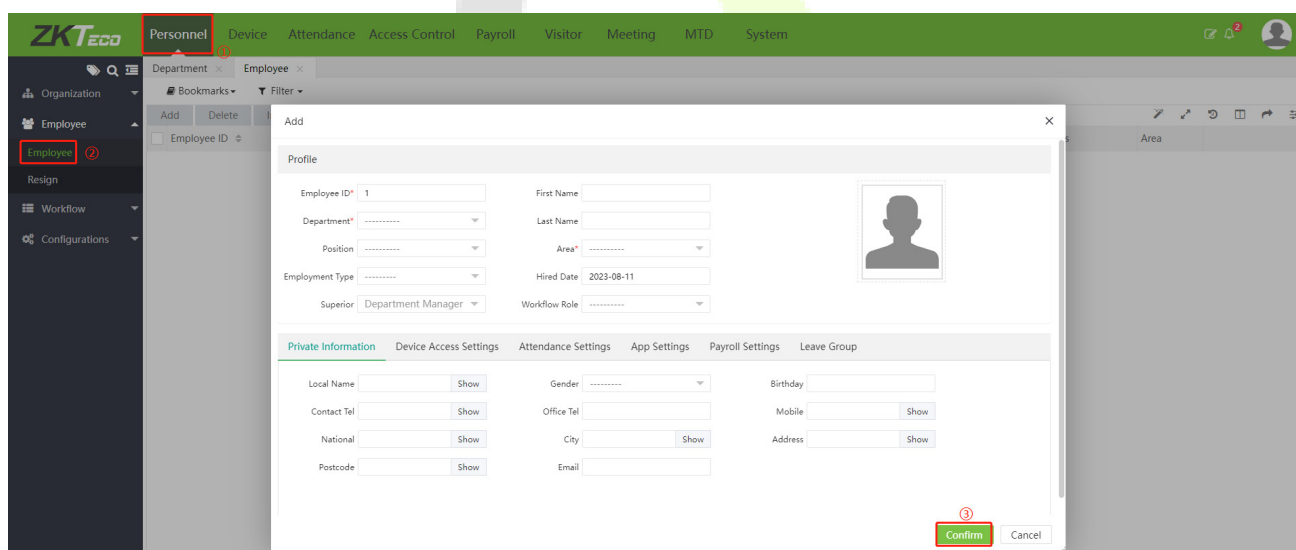 ZKTeco Personnel Device Attendance Access Control Payroll Visitor Meeting MTD System 2
①
Department × Employee ×
Organization Bookmarks Filter
Employee Add Delete
Add ×
Employee ID Area
Employee ②
Profile
Resign
Employee ID* 1 First Name
Workflow
Department* ---------- Last Name
Configurations
Position ---------- Area* ----------
Employment Type --------- Hired Date 2023-08-11
Superior Department Manager Workflow Role ----------
Private Information Device Access Settings Attendance Settings App Settings Payroll Settings Leave Group
Local Name Show Gender --------- Birthday
Contact Tel Show Office Tel Mobile Show
National Show City Show Address Show
Postcode Show Email
③
Confirm Cancel